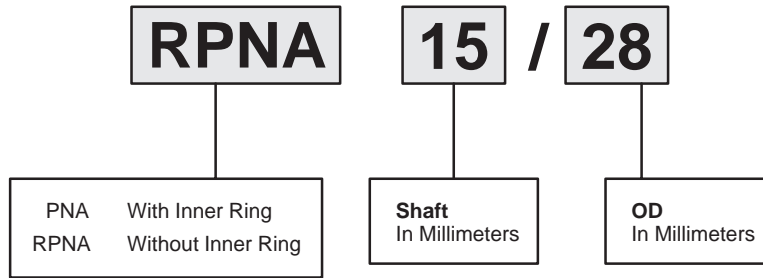 RPNA 15 / 28
PNA With Inner Ring
RPNA Without Inner Ring
Shaft
In Millimeters
OD
In Millimeters